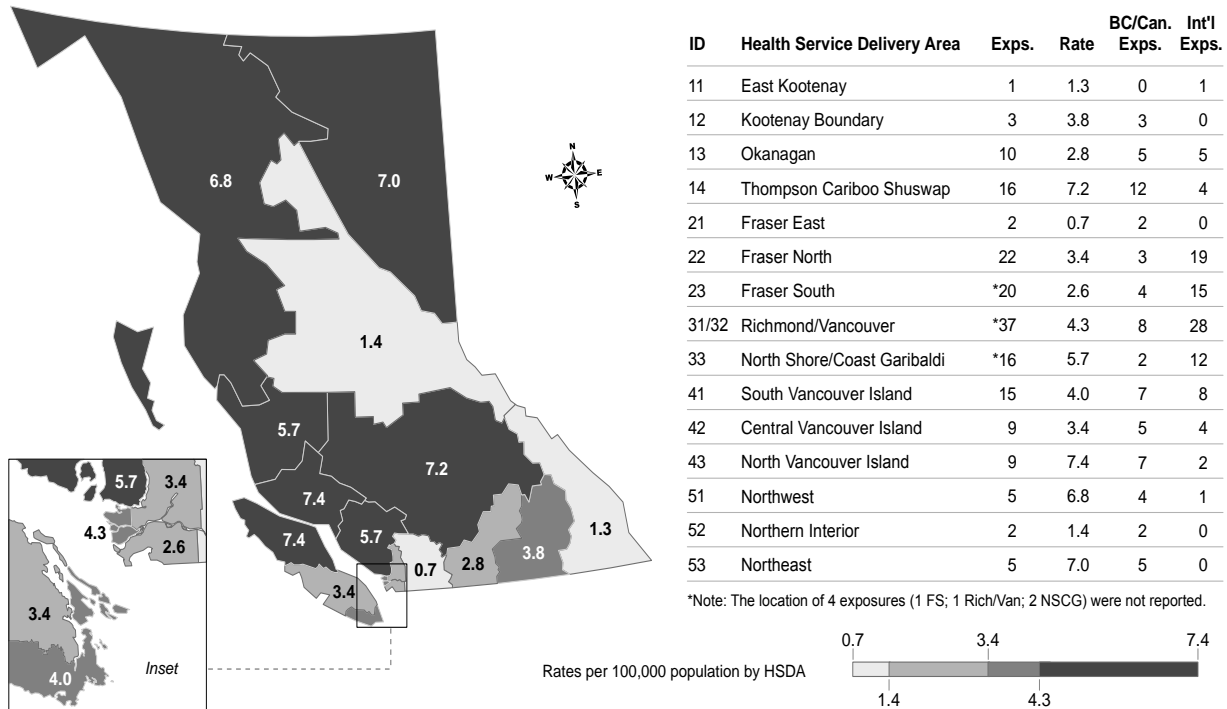 6.8
7.0
N
W E
S
1.4
5.7
7.2
7.4
7.4
5.7
1.3
3.8
2.8
0.7
3.4
5.7
3.4
4.3
2.6
3.4
4.0
Inset
ID Health Service Delivery Area Exps. Rate BC/Can. Exps. Int'l Exps.
11 East Kootenay 1 1.3 0 1
12 Kootenay Boundary 3 3.8 3 0
13 Okanagan 10 2.8 5 5
14 Thompson Cariboo Shuswap 16 7.2 12 4
21 Fraser East 2 0.7 2 0
22 Fraser North 22 3.4 3 19
23 Fraser South *20 2.6 4 15
31/32 Richmond/Vancouver *37 4.3 8 28
33 North Shore/Coast Garibaldi *16 5.7 2 12
41 South Vancouver Island 15 4.0 7 8
42 Central Vancouver Island 9 3.4 5 4
43 North Vancouver Island 9 7.4 7 2
51 Northwest 5 6.8 4 1
52 Northern Interior 2 1.4 2 0
53 Northeast 5 7.0 5 0
*Note: The location of 4 exposures (1 FS; 1 Rich/Van; 2 NSCG) were not reported.
0.7 3.4 7.4
Rates per 100,000 population by HSDA
1.4 4.3